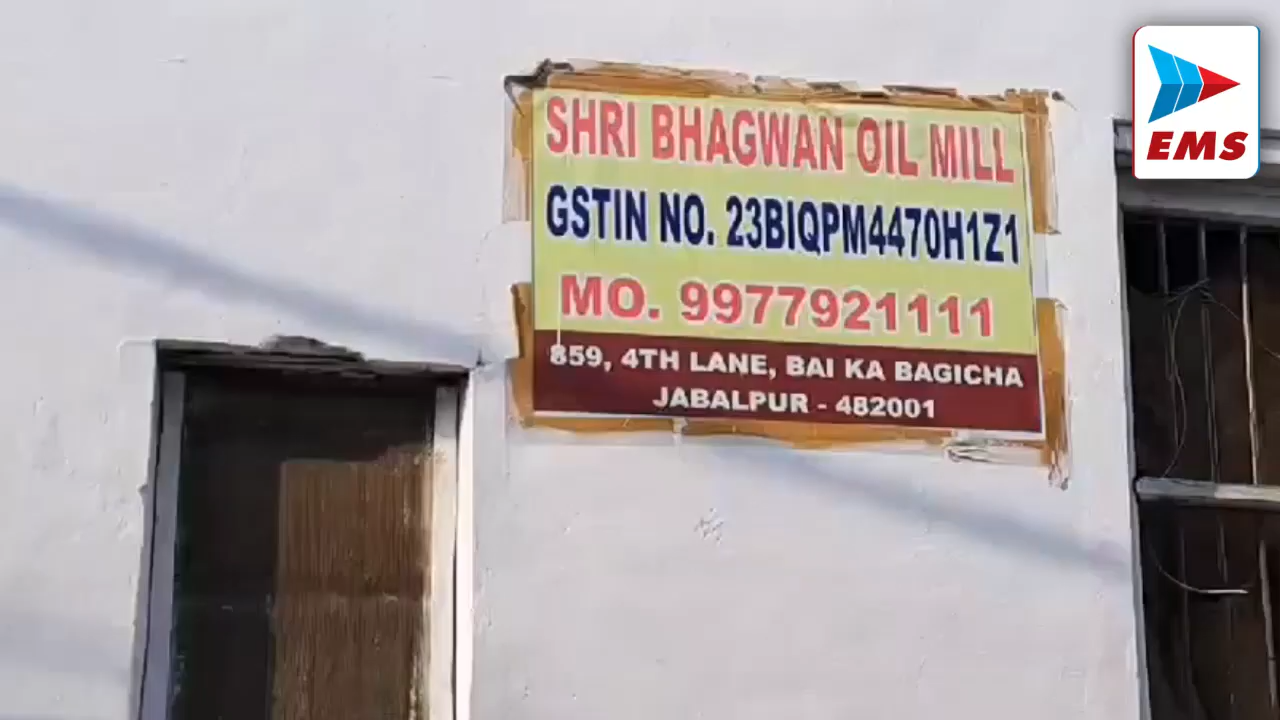 EMS
SHRI BHAGWAN OIL MILL
GSTIN NO. 23BIQPM4470H1Z1
MO. 9977921111
859, 4TH LANE, BAI KA BAGICHA
JABALPUR - 482001